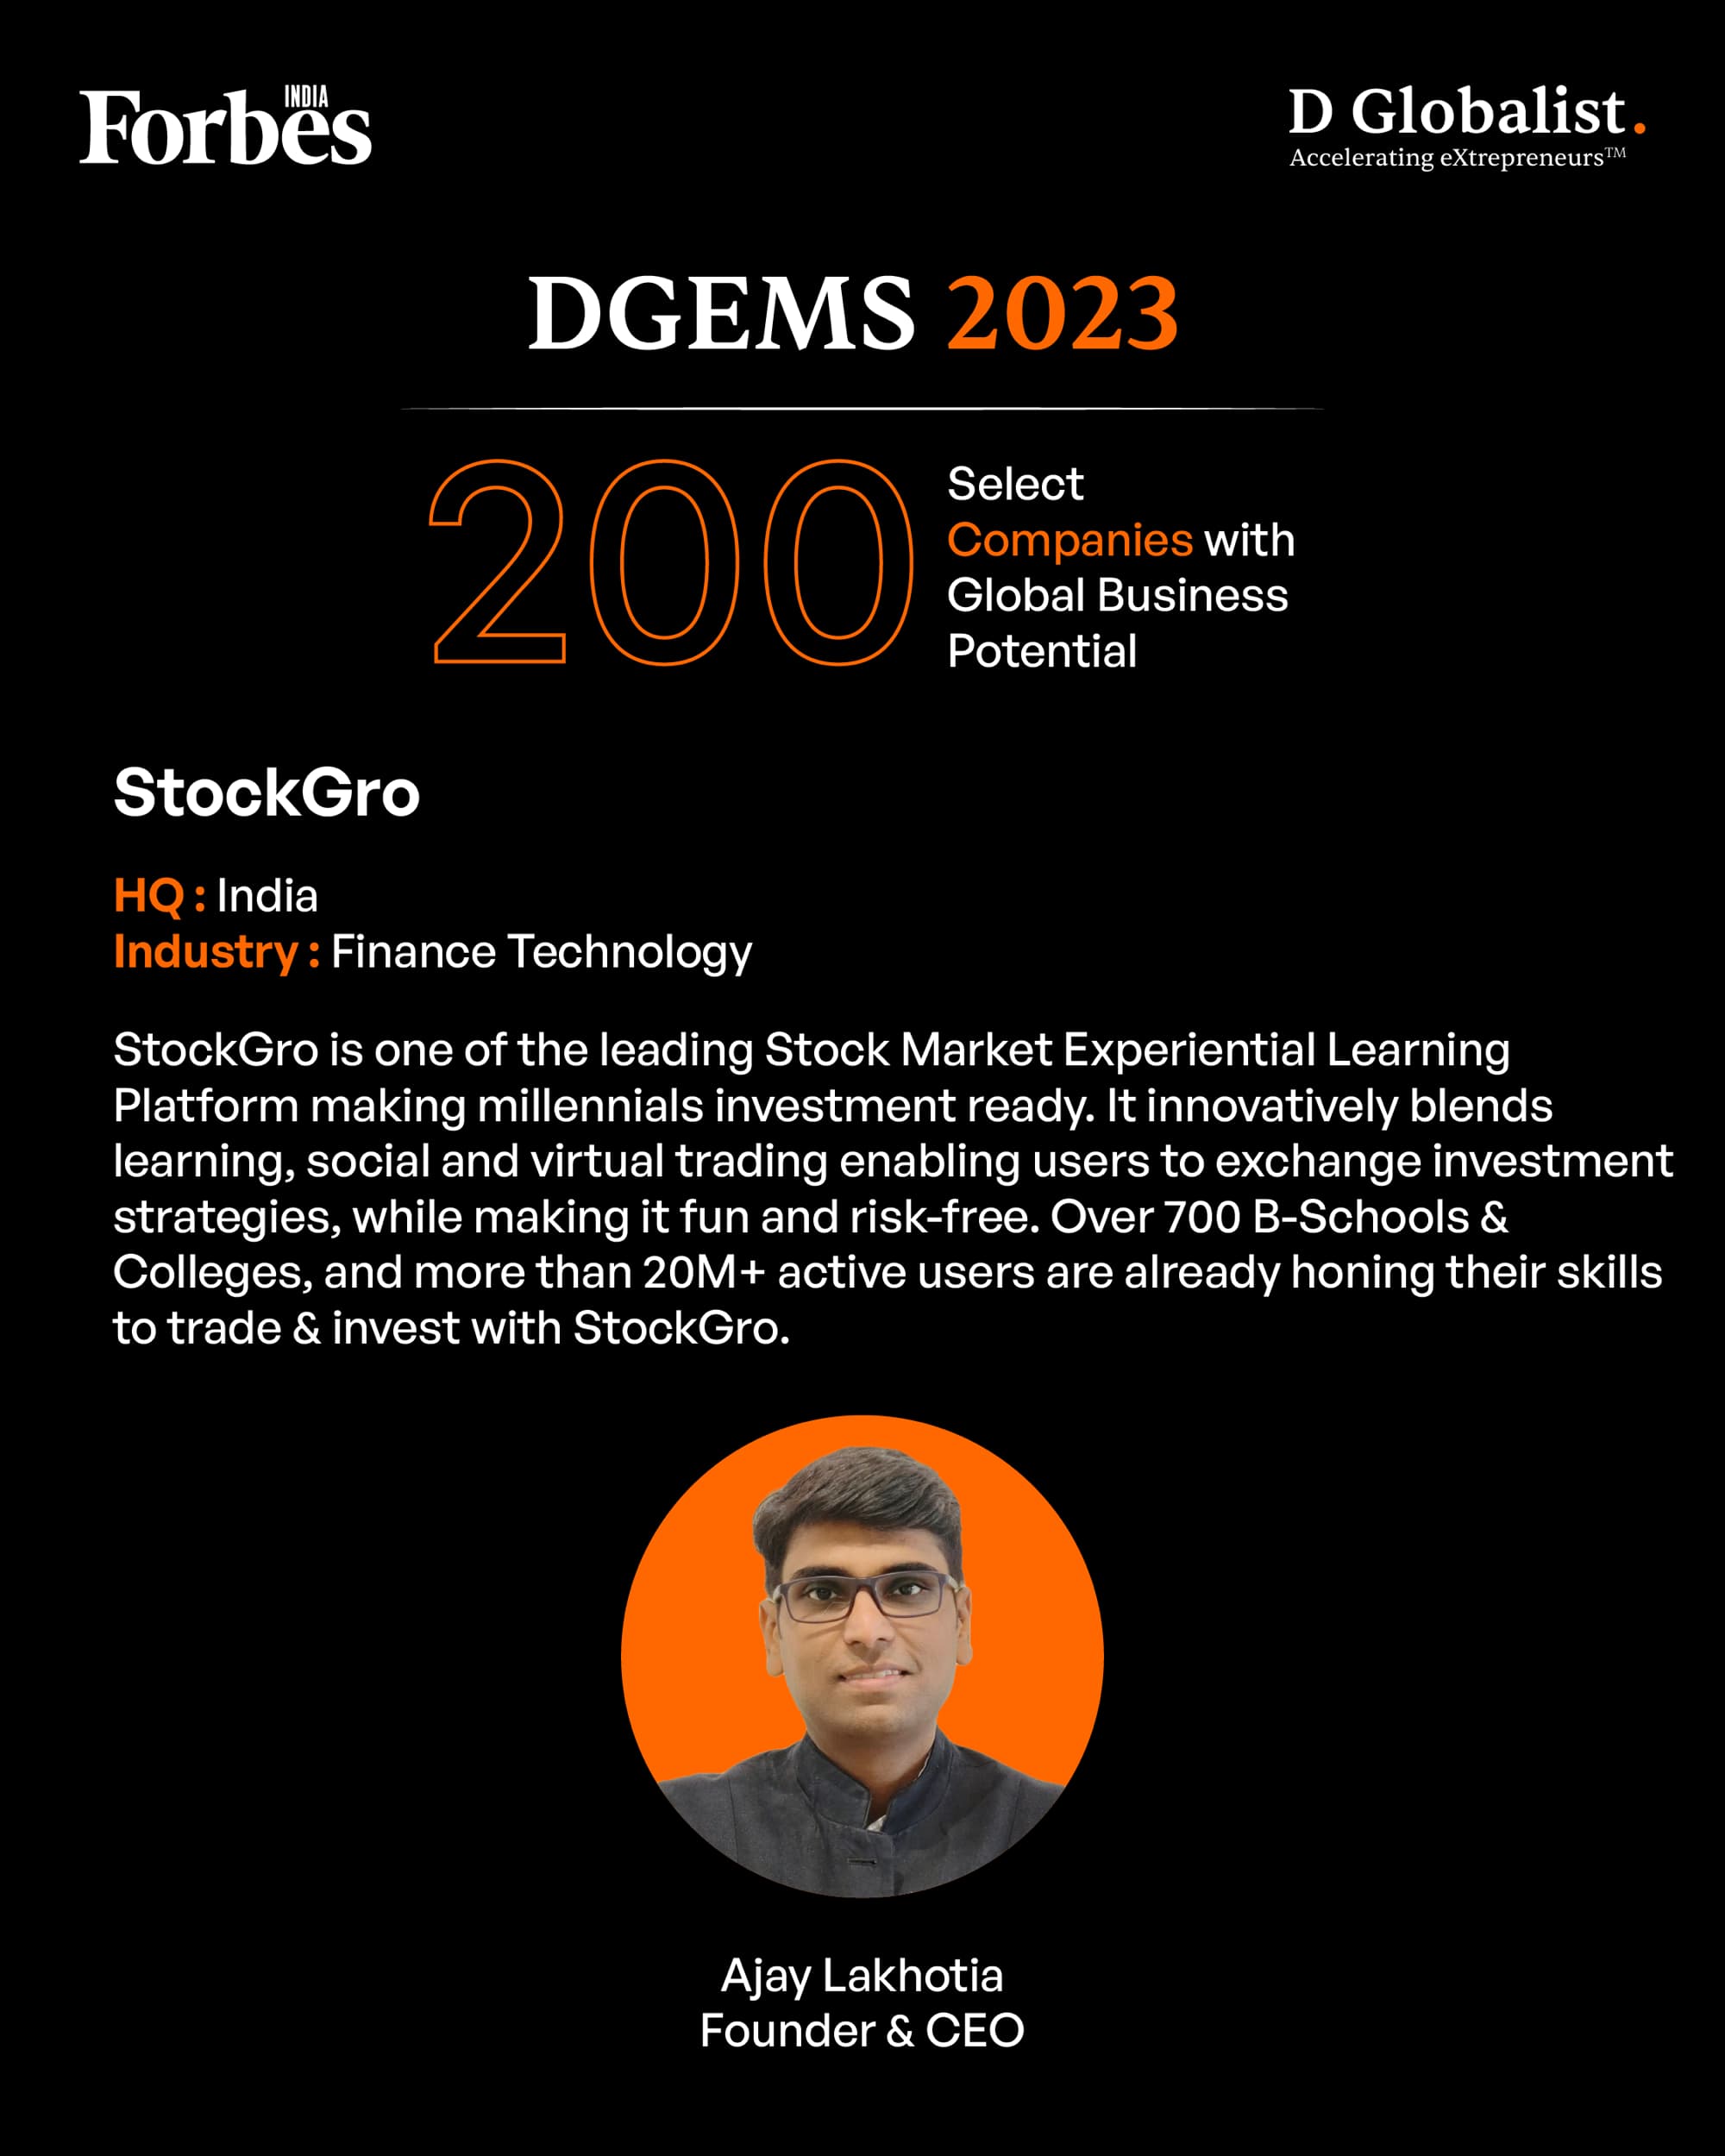 Forbes INDIA
D Globalist.
Accelerating eXtrepreneurs™
DGEMS 2023
200
Select
Companies with
Global Business
Potential
StockGro
HQ : India
Industry : Finance Technology
StockGro is one of the leading Stock Market Experiential Learning
Platform making millennials investment ready. It innovatively blends
learning, social and virtual trading enabling users to exchange investment
strategies, while making it fun and risk-free. Over 700 B-Schools &
Colleges, and more than 20M+ active users are already honing their skills
to trade & invest with StockGro.
Ajay Lakhotia
Founder & CEO